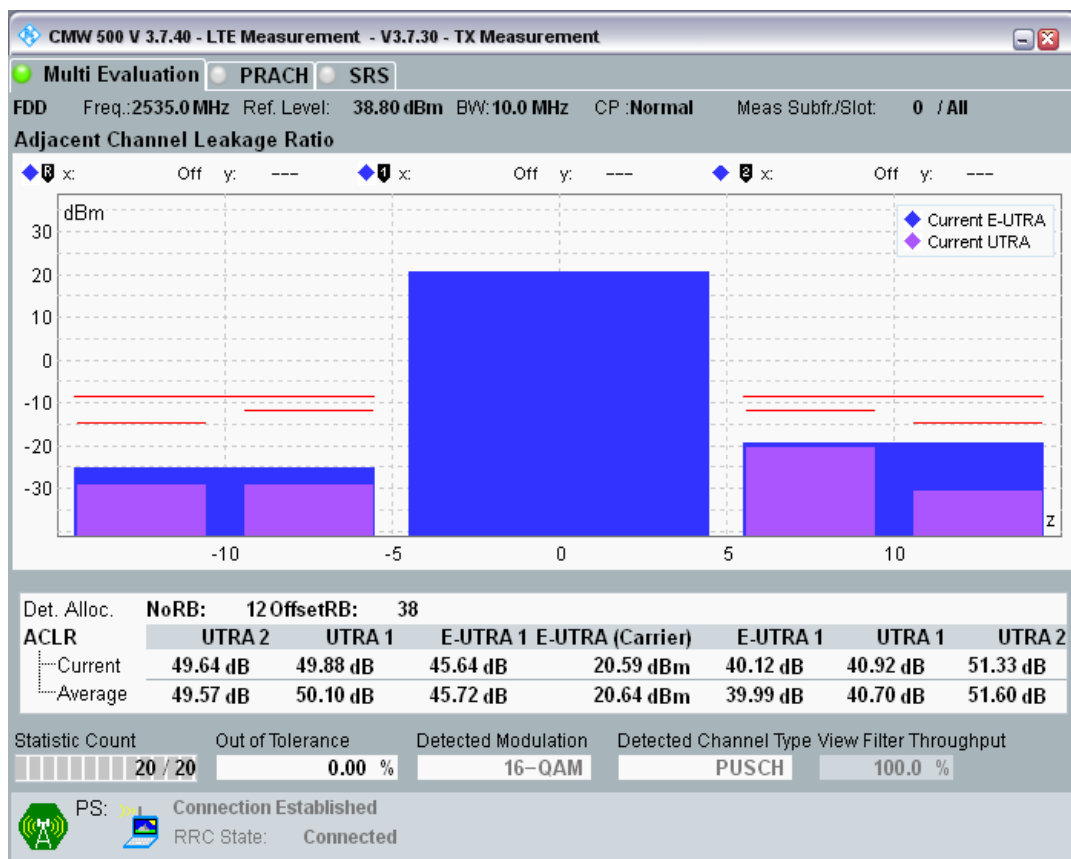 CMW 500 V 3.7.40 - LTE Measurement - V3.7.30 - TX Measurement
Multi Evaluation PRACH SRS
FDD Freq.:2535.0 MHz Ref. Level: 38.80 dBm BW:10.0 MHz CP :Normal Meas Subfr./Slot: 0 / All
Adjacent Channel Leakage Ratio
R x: Off y: --- 1 x: Off y: --- 2 x: Off y: ---
dBm
Current E-UTRA
Current UTRA
30
20
10
0
-10
-20
-30
z
-10 -5 0 5 10
Det. Alloc. NoRB: 12 OffsetRB: 38
ACLR UTRA 2 UTRA 1 E-UTRA 1 E-UTRA (Carrier) E-UTRA 1 UTRA 1 UTRA 2
Current 49.64 dB 49.88 dB 45.64 dB 20.59 dBm 40.12 dB 40.92 dB 51.33 dB
Average 49.57 dB 50.10 dB 45.72 dB 20.64 dBm 39.99 dB 40.70 dB 51.60 dB
Statistic Count Out of Tolerance Detected Modulation Detected Channel Type View Filter Throughput
20 / 20 0.00 % 16-QAM PUSCH 100.0 %
PS: Connection Established
RRC State: Connected